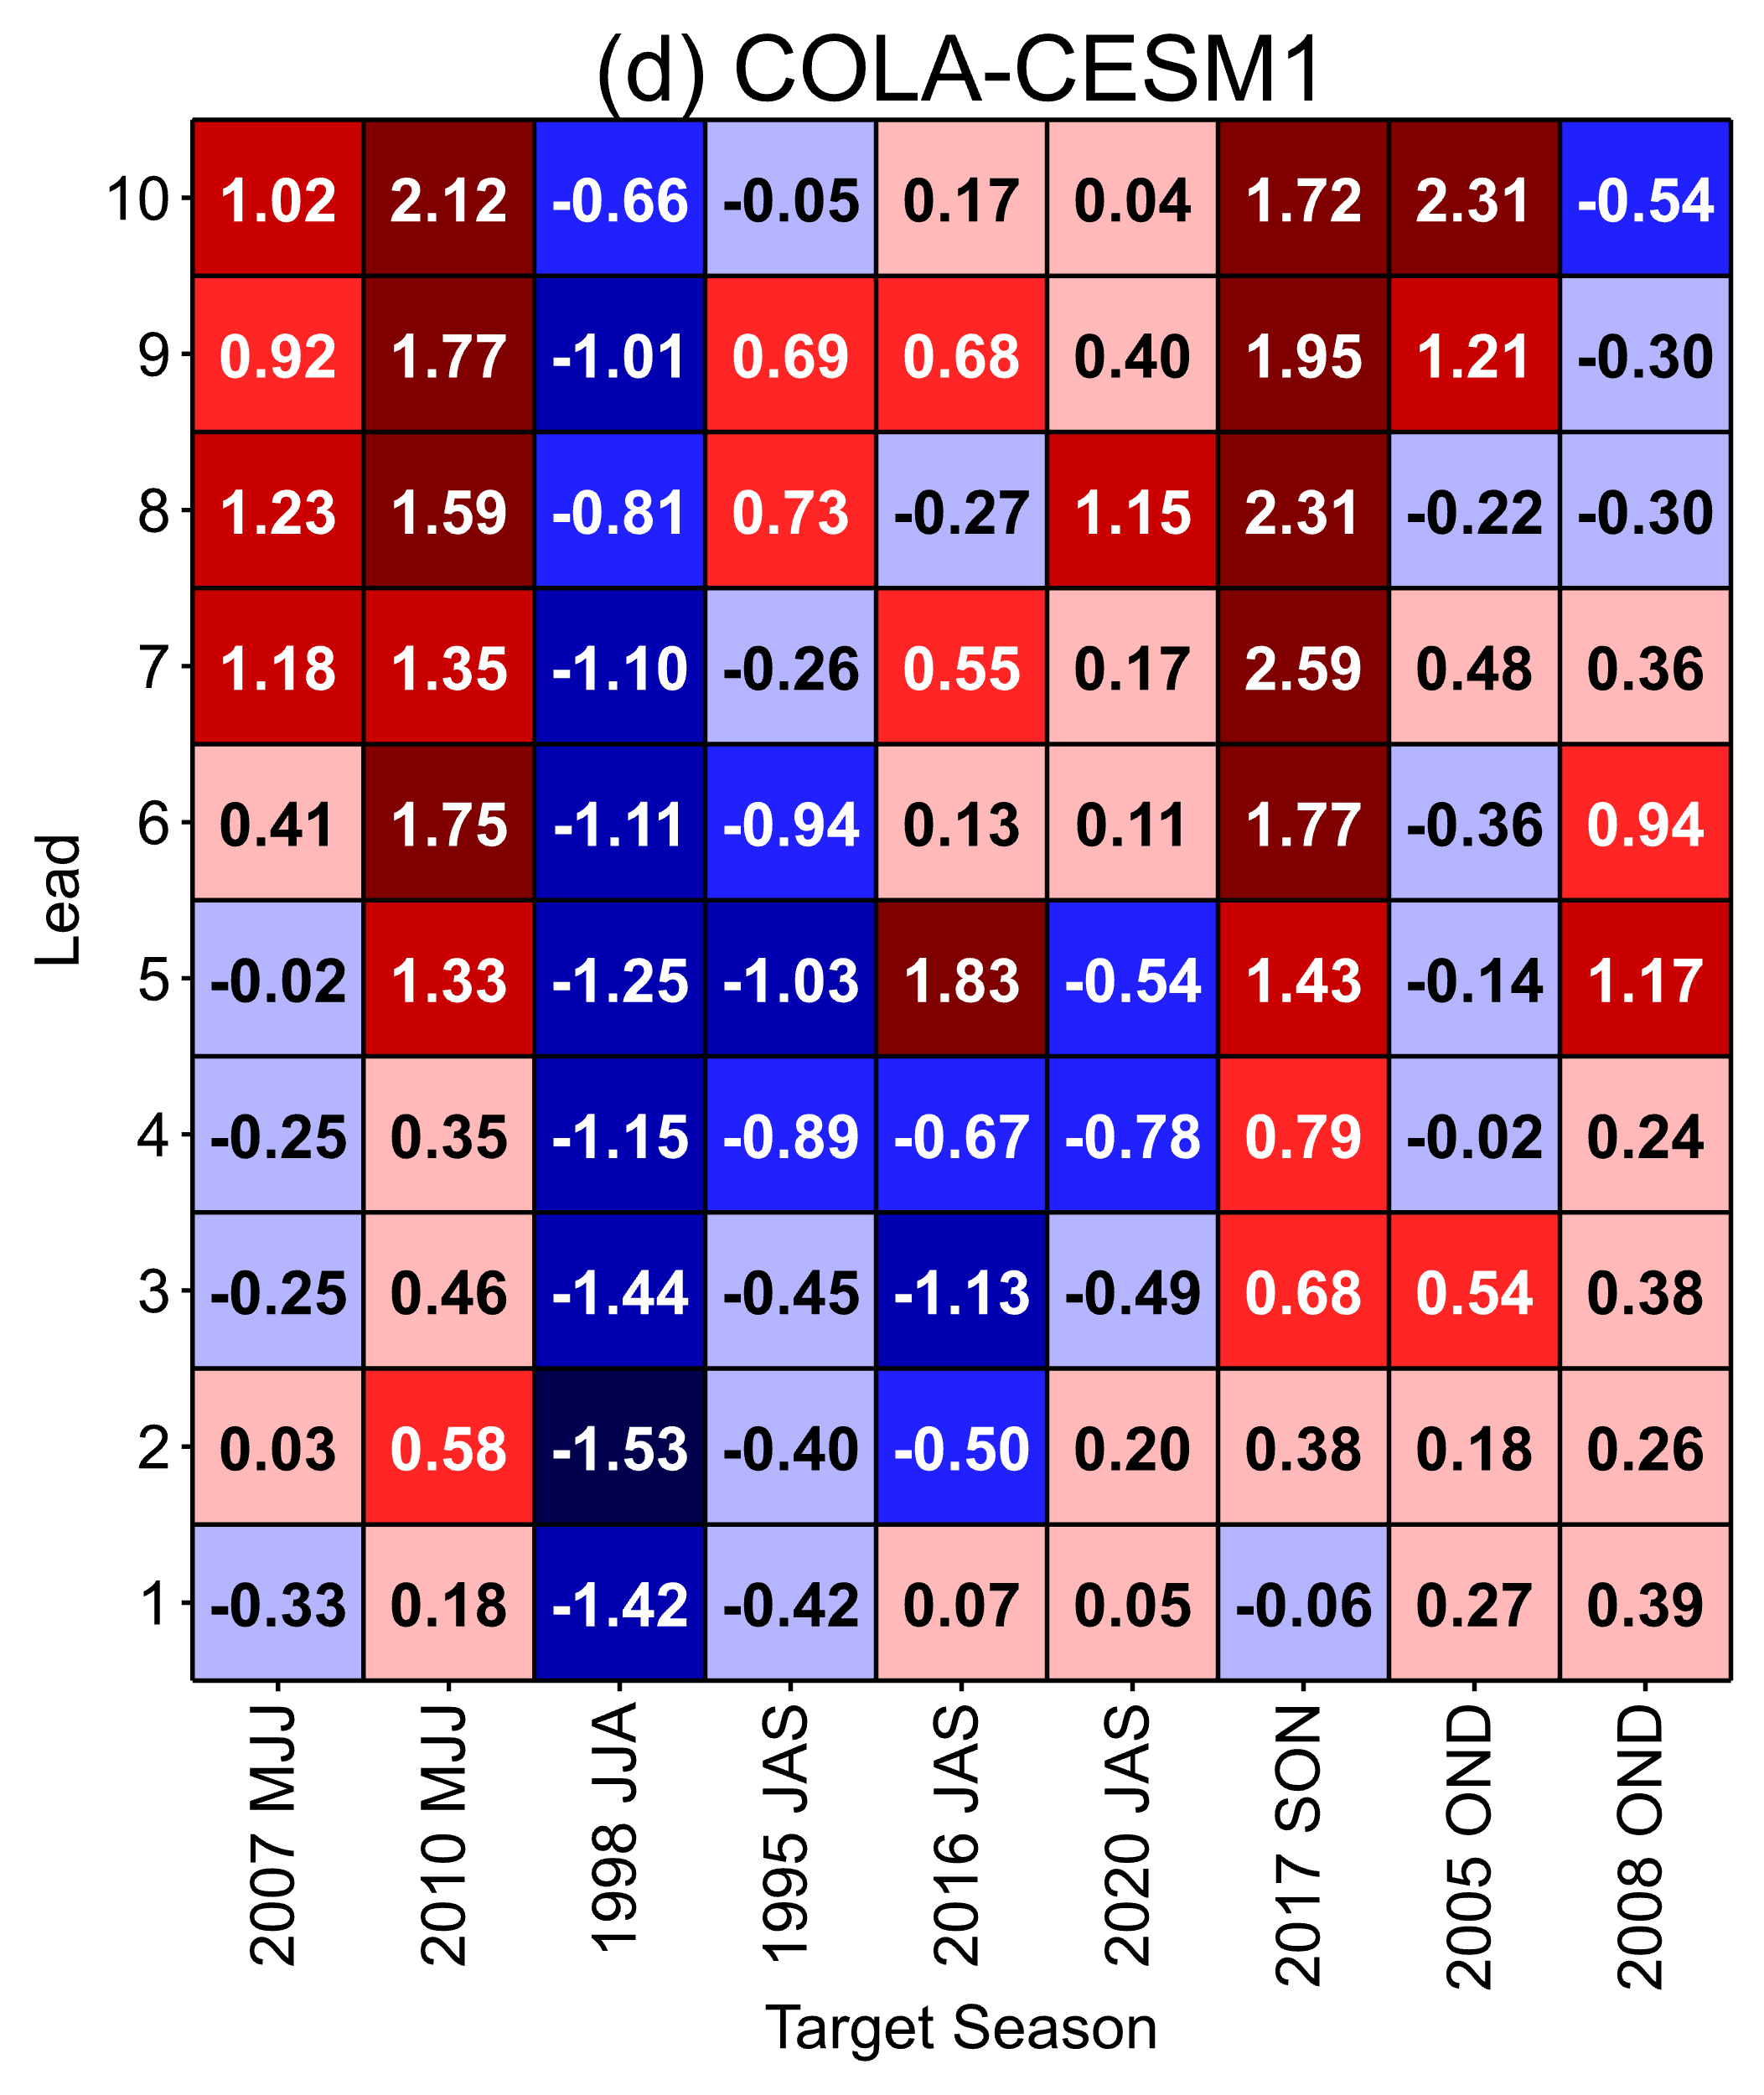 (d) COLA-CESM1
10 1.02 2.12 -0.66 -0.05 0.17 0.04 1.72 2.31 -0.54
9 0.92 1.77 -1.01 0.69 0.68 0.40 1.95 1.21 -0.30
8 1.23 1.59 -0.81 0.73 -0.27 1.15 2.31 -0.22 -0.30
7 1.18 1.35 -1.10 -0.26 0.55 0.17 2.59 0.48 0.36
6 0.41 1.75 -1.11 -0.94 0.13 0.11 1.77 -0.36 0.94
5 -0.02 1.33 -1.25 -1.03 1.83 -0.54 1.43 -0.14 1.17
4 -0.25 0.35 -1.15 -0.89 -0.67 -0.78 0.79 -0.02 0.24
3 -0.25 0.46 -1.44 -0.45 -1.13 -0.49 0.68 0.54 0.38
2 0.03 0.58 -1.53 -0.40 -0.50 0.20 0.38 0.18 0.26
1 -0.33 0.18 -1.42 -0.42 0.07 0.05 -0.06 0.27 0.39
Lead
2007 MJJ
2010 MJJ
1998 JJA
1995 JAS
2016 JAS
2020 JAS
2017 SON
2005 OND
2008 OND
Target Season